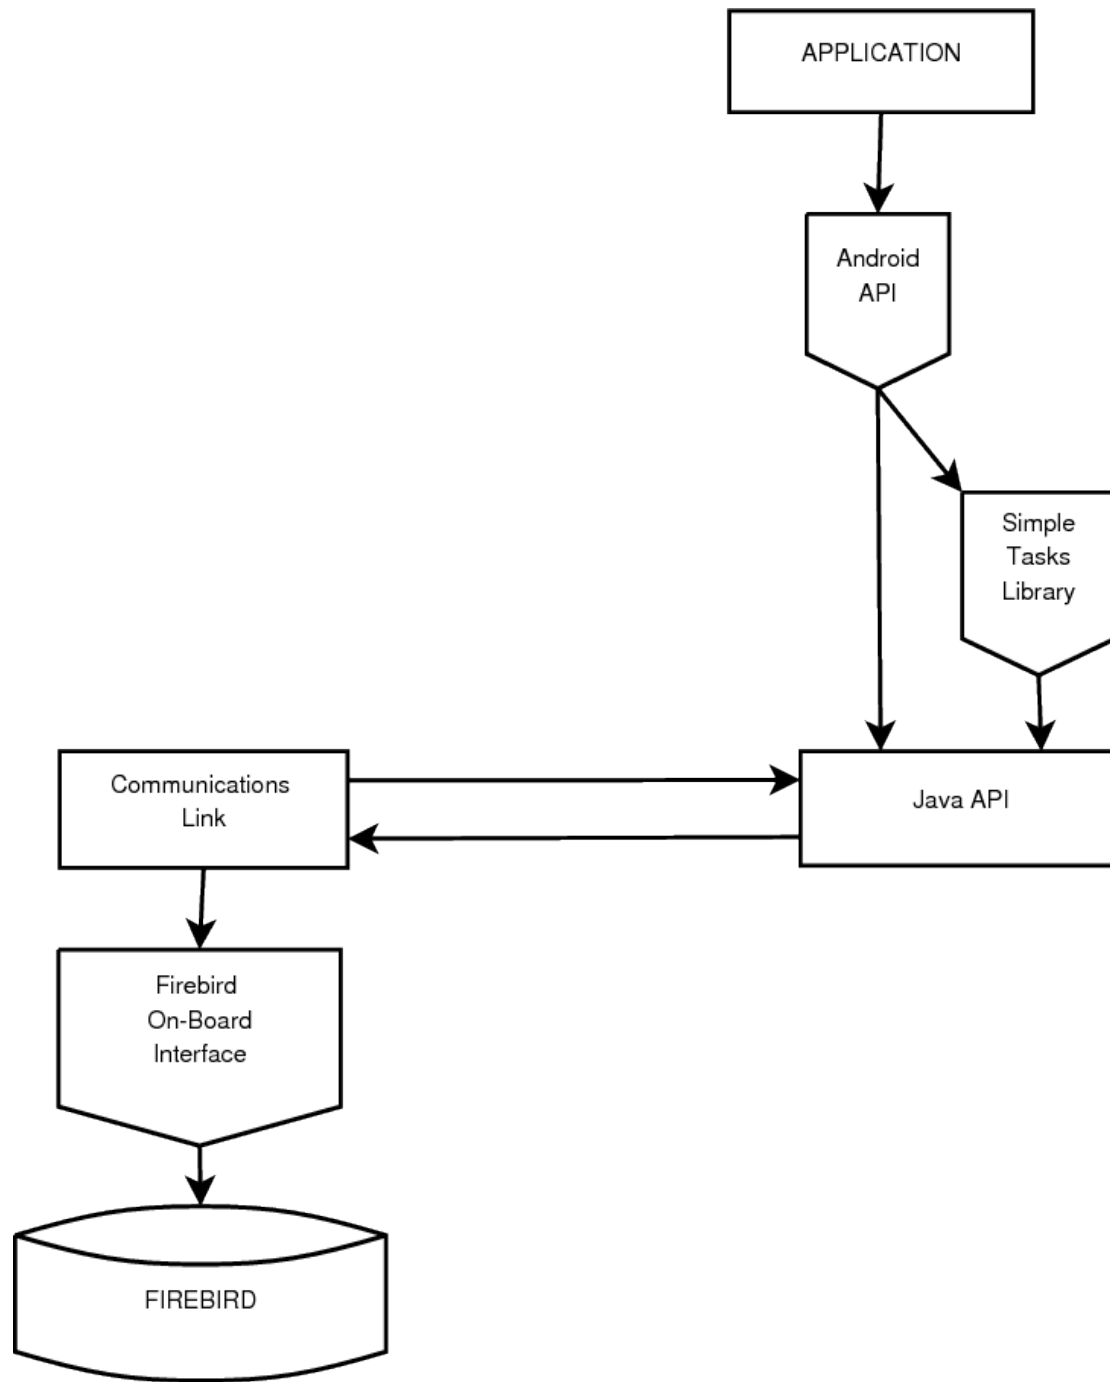 APPLICATION
Android
API
Simple
Tasks
Library
Communications
Link
Java API
Firebird
On-Board
Interface
FIREBIRD